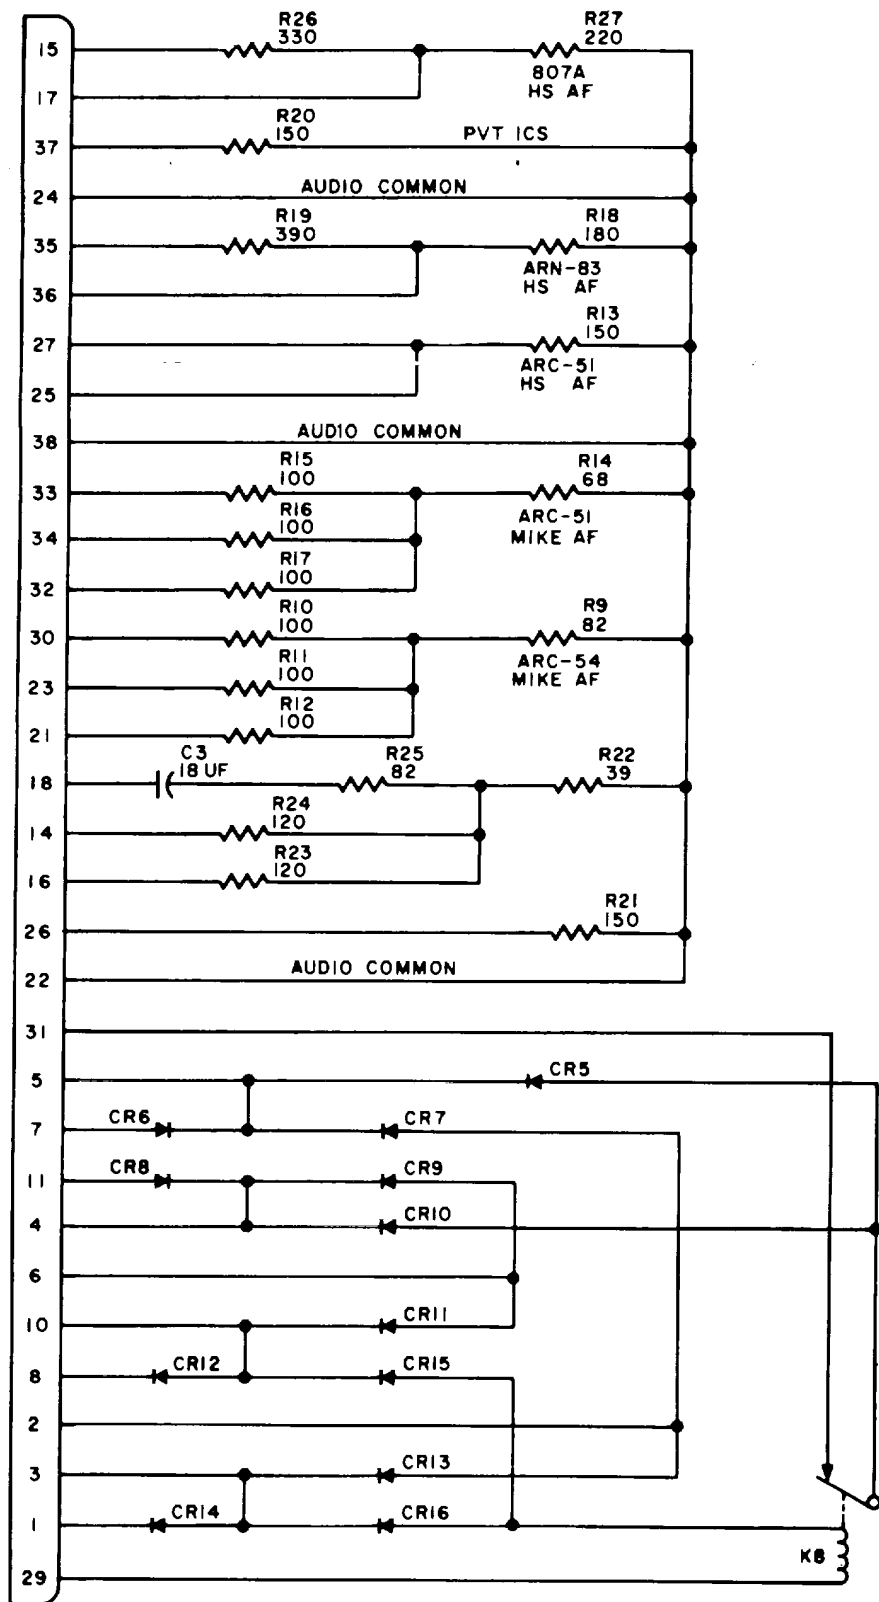 R26 R27
15 330 220
807A
HS AF
17
R20
37 150 PVT ICS
AUDIO COMMON
24
R19 R18
35 390 180
ARN-83
HS AF
36
R13
27 150
ARC-51
HS AF
25
AUDIO COMMON
38
R15 R14
33 100 68
R16 ARC-51
34 100 MIKE AF
R17
32 100
R10 R9
30 100 82
R11 ARC-54
23 100 MIKE AF
R12
21 100
C3 R25 R22
18 18 UF 82 39
R24
14 120
R23
16 120
R21
26 150
AUDIO COMMON
22
31
5 CR5
7 CR6 CR7
11 CR8 CR9
4 CR10
6
10 CR11
8 CR12 CR15
2
3 CR13
1 CR14 CR16
K8
29